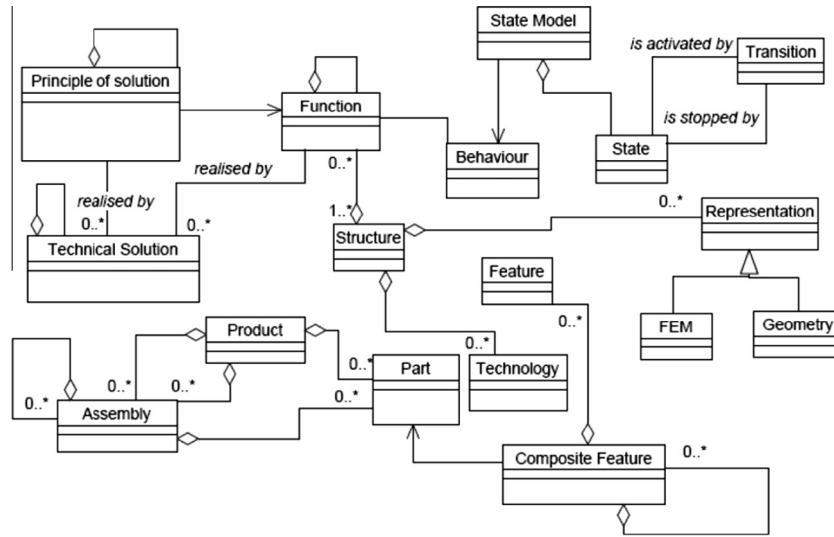 State Model
is activated by
Transition
Principle of solution
Function
is stopped by
Behaviour
State
realised by
0..*
realised by
0..*
0..*
1..*
0..*
Representation
Technical Solution
Structure
Feature
0..*
FEM
Geometry
Product
0..*
0..*
0..*
0..*
Part
Technology
0..*
Assembly
0..*
Composite Feature
0..*